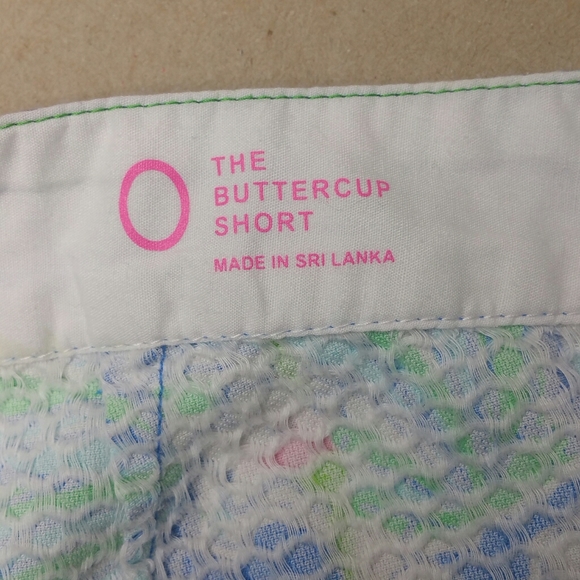 0
THE
BUTTERCUP
SHORT
MADE IN SRI LANKA